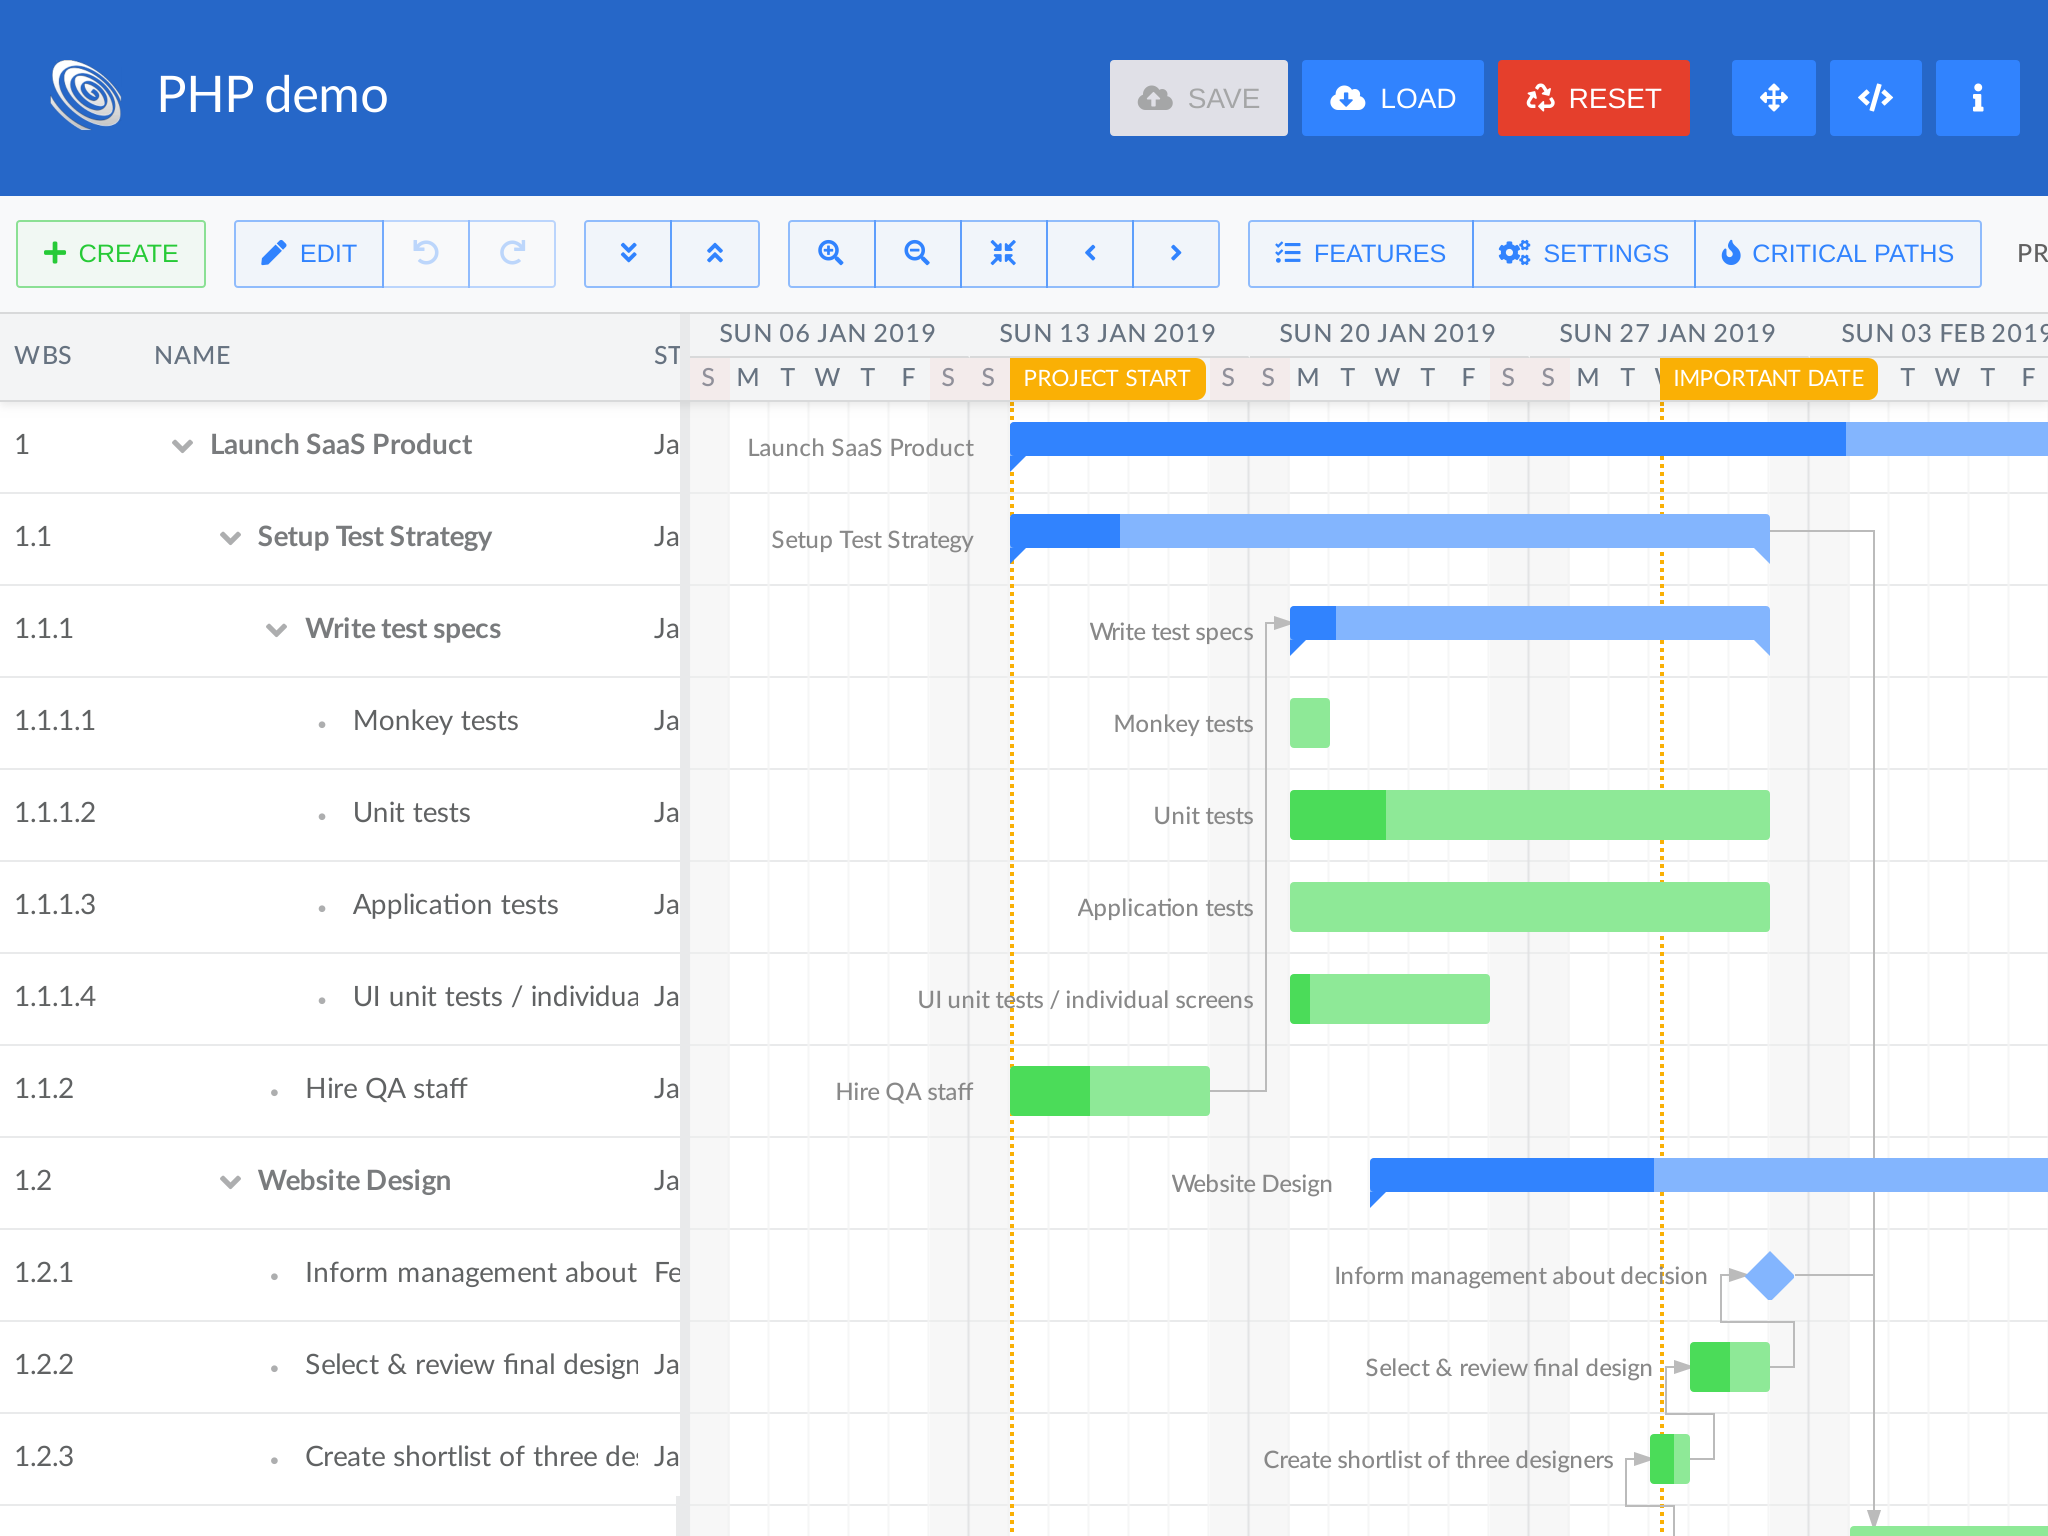 PHP demo
SAVE
LOAD
RESET
CREATE
EDIT
FEATURES
SETTINGS
CRITICAL PATHS
PR
WBS
NAME
ST
SUN 06 JAN 2019
SUN 13 JAN 2019
SUN 20 JAN 2019
SUN 27 JAN 2019
SUN 03 FEB 2019
S M T W T F S S PROJECT START S S M T W T F S S M T IMPORTANT DATE T W T F
1 Launch SaaS Product Ja
Launch SaaS Product
1.1 Setup Test Strategy Ja
Setup Test Strategy
1.1.1 Write test specs Ja
Write test specs
1.1.1.1 Monkey tests Ja
Monkey tests
1.1.1.2 Unit tests Ja
Unit tests
1.1.1.3 Application tests Ja
Application tests
1.1.1.4 UI unit tests / individua Ja
UI unit tests / individual screens
1.1.2 Hire QA staff Ja
Hire QA staff
1.2 Website Design Ja
Website Design
1.2.1 Inform management about Fe
Inform management about decision
1.2.2 Select & review final design Ja
Select & review final design
1.2.3 Create shortlist of three de Ja
Create shortlist of three designers